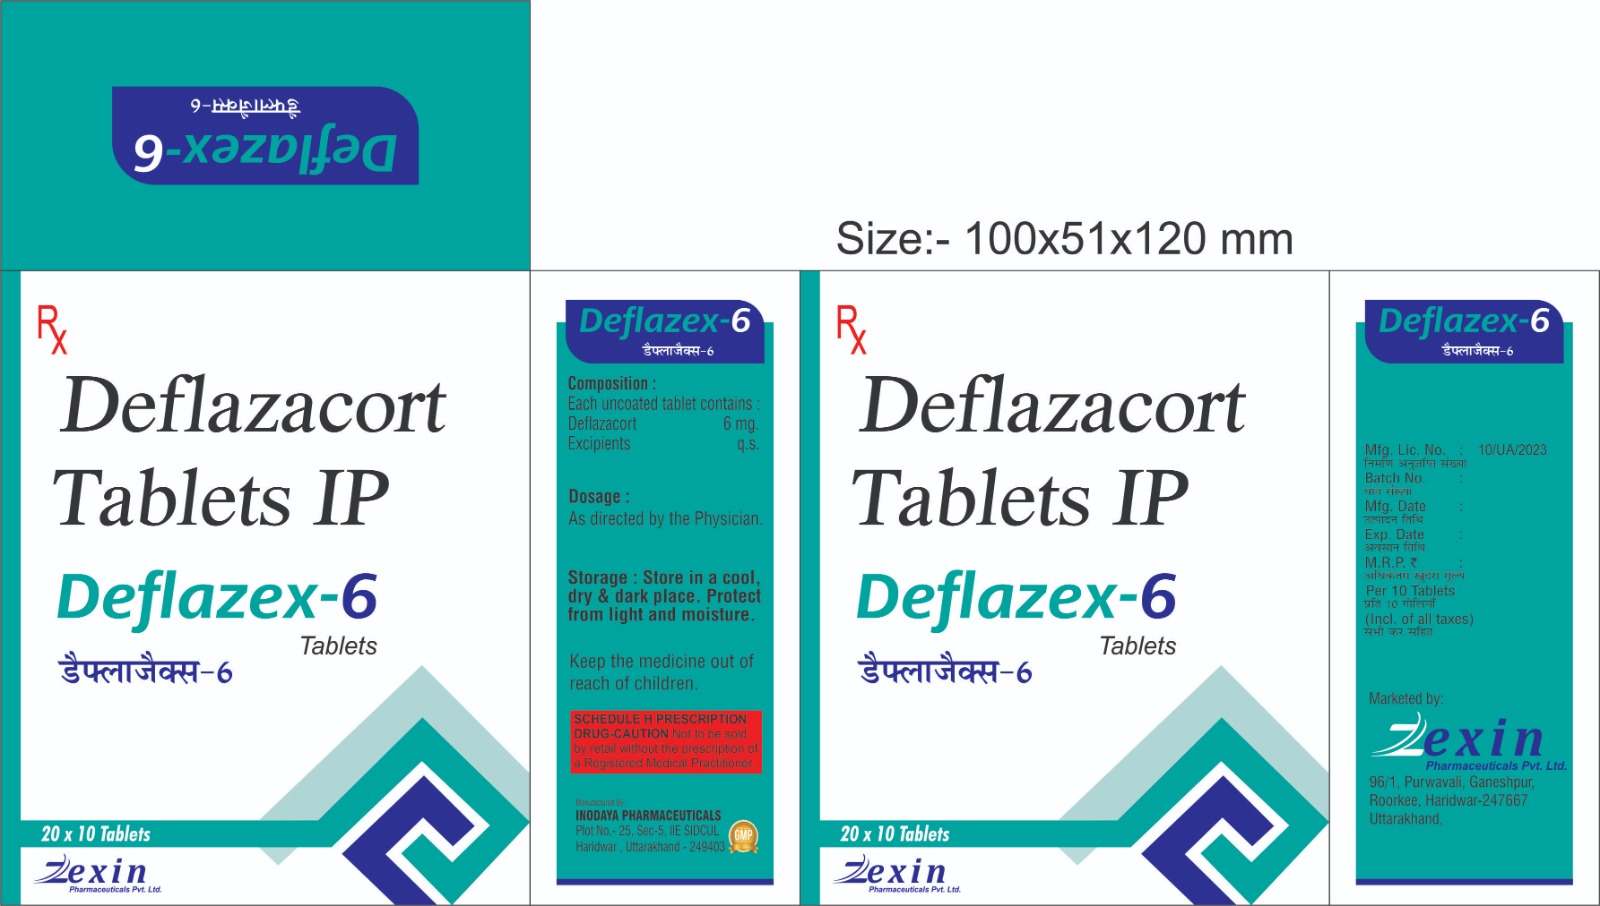 डैफ्लाजैक्स-6
Deflazex-6
Size:- 100x51x120 mm
Rx
Deflazacort
Tablets IP
Deflazex-6
Tablets
डैफ्लाजैक्स-6
20 x 10 Tablets
Zexin
Pharmaceuticals Pvt. Ltd.
Deflazex-6
डैफ्लाजैक्स-6
Composition :
Each uncoated tablet contains :
Deflazacort 6 mg.
Excipients q.s.
Dosage :
As directed by the Physician.
Storage : Store in a cool,
dry & dark place. Protect
from light and moisture.
Keep the medicine out of
reach of children.
SCHEDULE H PRESCRIPTION
DRUG-CAUTION Not to be sold
by retail without the prescription of
a Registered Medical Practitioner
Manufactured By
INODAYA PHARMACEUTICALS
Plot No.- 25, Sec-5, IIE SIDCUL
Haridwar , Uttarakhand - 249403
GMP
Rx
Deflazacort
Tablets IP
Deflazex-6
Tablets
डैफ्लाजैक्स-6
20 x 10 Tablets
Zexin
Pharmaceuticals Pvt. Ltd.
Deflazex-6
डैफ्लाजैक्स-6
Mfg. Lic. No. : 10/UA/2023
निर्माण अनुज्ञप्ति संख्या
Batch No. :
घान संख्या
Mfg. Date :
उत्पादन तिथि
Exp. Date :
अवसान तिथि
M.R.P. ₹ :
अधिकतम खुदरा मूल्य
Per 10 Tablets
प्रति 10 गोलियाँ
(Incl. of all taxes)
सभी कर सहित
Marketed by:
Zexin
Pharmaceuticals Pvt. Ltd.
96/1, Purwavali, Ganeshpur,
Roorkee, Haridwar-247667
Uttarakhand.